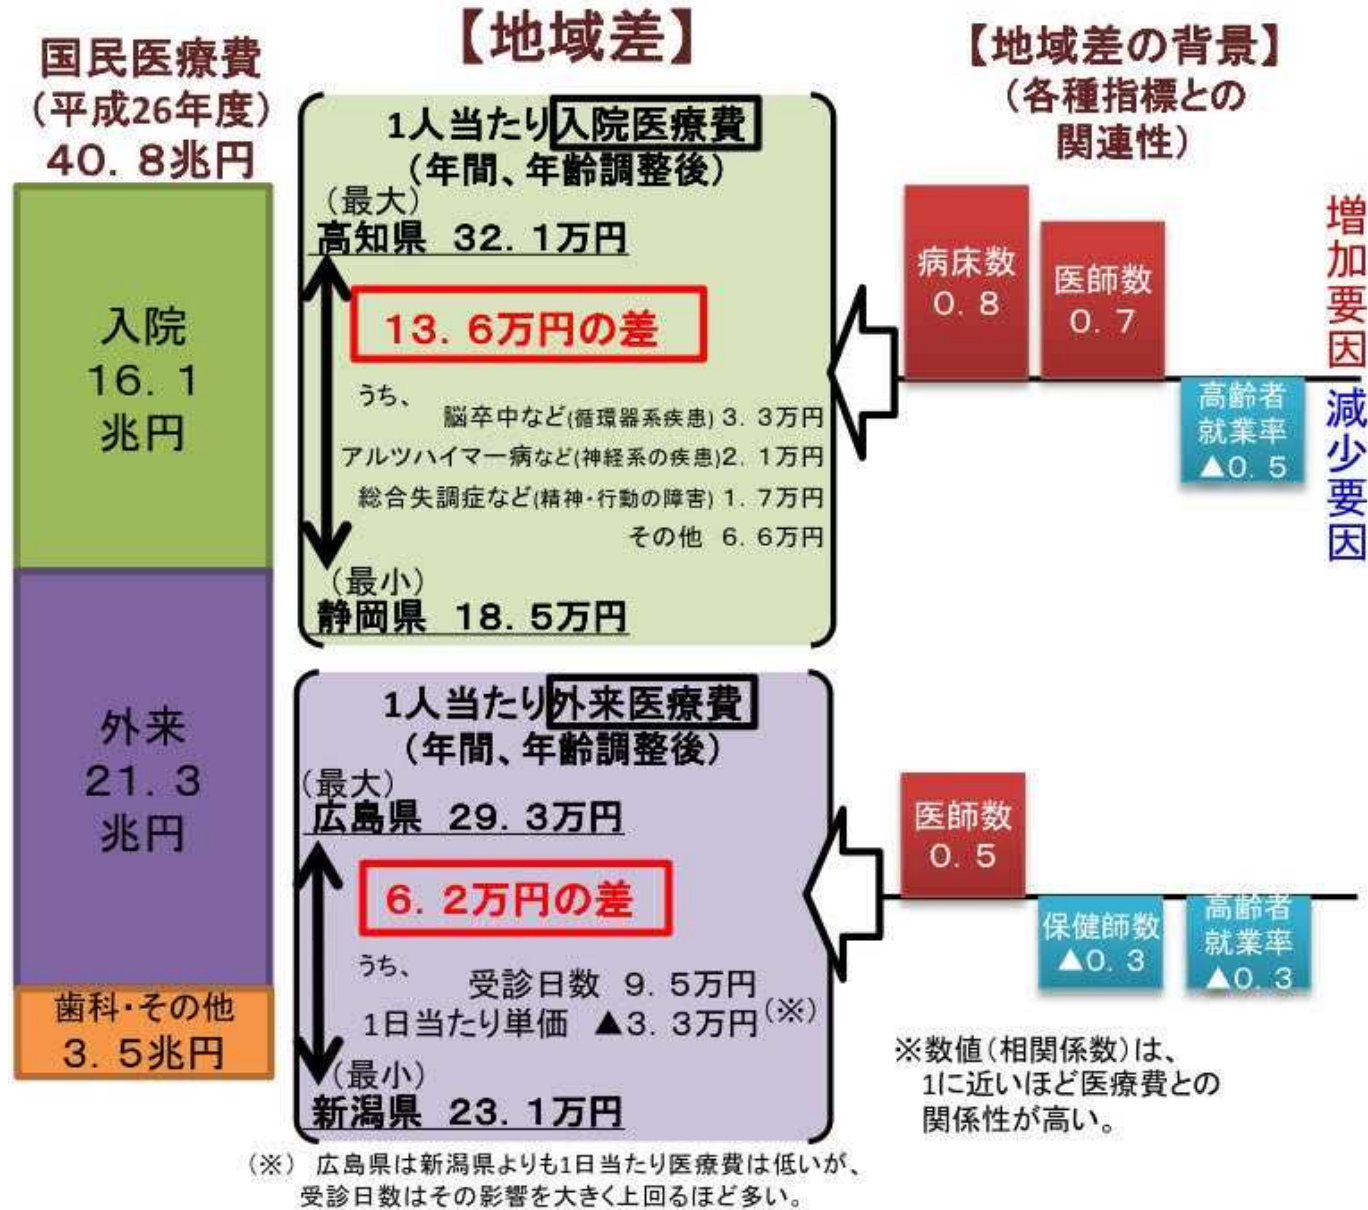 国民医療費
(平成26年度)
40.8兆円
入院
16.1
兆円
外来
21.3
兆円
歯科・その他
3.5兆円
【地域差】
1人当たり入院医療費
(年間、年齢調整後)
(最大)
高知県 32.1万円
13.6万円の差
うち、
脳卒中など(循環器系疾患)3.3万円
アルツハイマー病など(神経系の疾患)2.1万円
総合失調症など(精神・行動の障害)1.7万円
その他 6.6万円
(最小)
静岡県 18.5万円
1人当たり外来医療費
(年間、年齢調整後)
(最大)
広島県 29.3万円
6.2万円の差
うち、
受診日数 9.5万円
1日当たり単価 ▲3.3万円(※)
(最小)
新潟県 23.1万円
(※) 広島県は新潟県よりも1日当たり医療費は低いが、
受診日数はその影響を大きく上回るほど多い。
【地域差の背景】
(各種指標との
関連性)
病床数
0.8
医師数
0.7
高齢者
就業率
▲0.5
増加要因
減少要因
医師数
0.5
保健師数
▲0.3
高齢者
就業率
▲0.3
※数値(相関係数)は、
1に近いほど医療費との
関係性が高い。